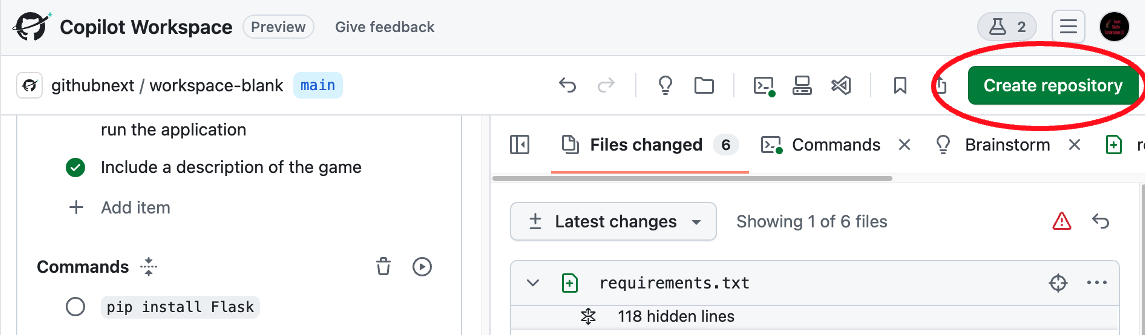 Copilot Workspace Preview Give feedback 2
githubnext / workspace-blank main Create repository
run the application
Include a description of the game
Add item
Commands
pip install Flask
Files changed 6 Commands Brainstorm
Latest changes Showing 1 of 6 files
requirements.txt
118 hidden lines